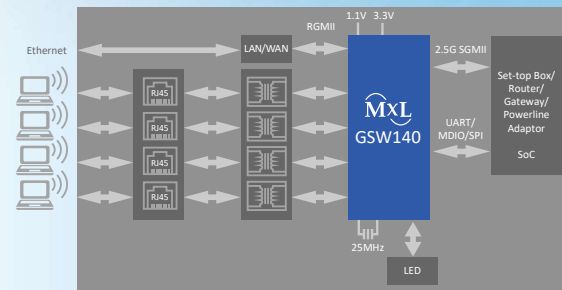 1.1V 3.3V
RGMII
Ethernet
LAN/WAN
2.5G SGMII
RJ45
RJ45
RJ45
RJ45
MxL
GSW140
UART/
MDIO/SPI
Set-top Box/
Router/
Gateway/
Powerline
Adaptor
SoC
25MHz
LED